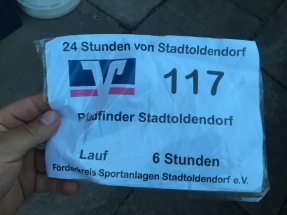 24 Stunden von Stadtoldendorf
117
Pfadfinder Stadtoldendorf
Lauf 6 Stunden
Förderkreis Sportanlagen Stadtoldendorf e.V.